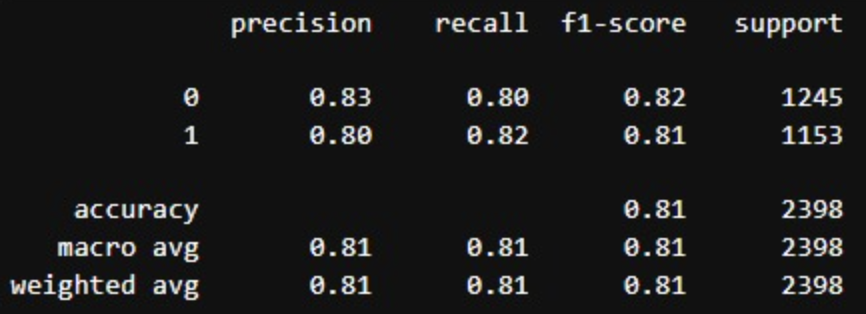 precision recall f1-score support
0 0.83 0.80 0.82 1245
1 0.80 0.82 0.81 1153
accuracy 0.81 2398
macro avg 0.81 0.81 0.81 2398
weighted avg 0.81 0.81 0.81 2398